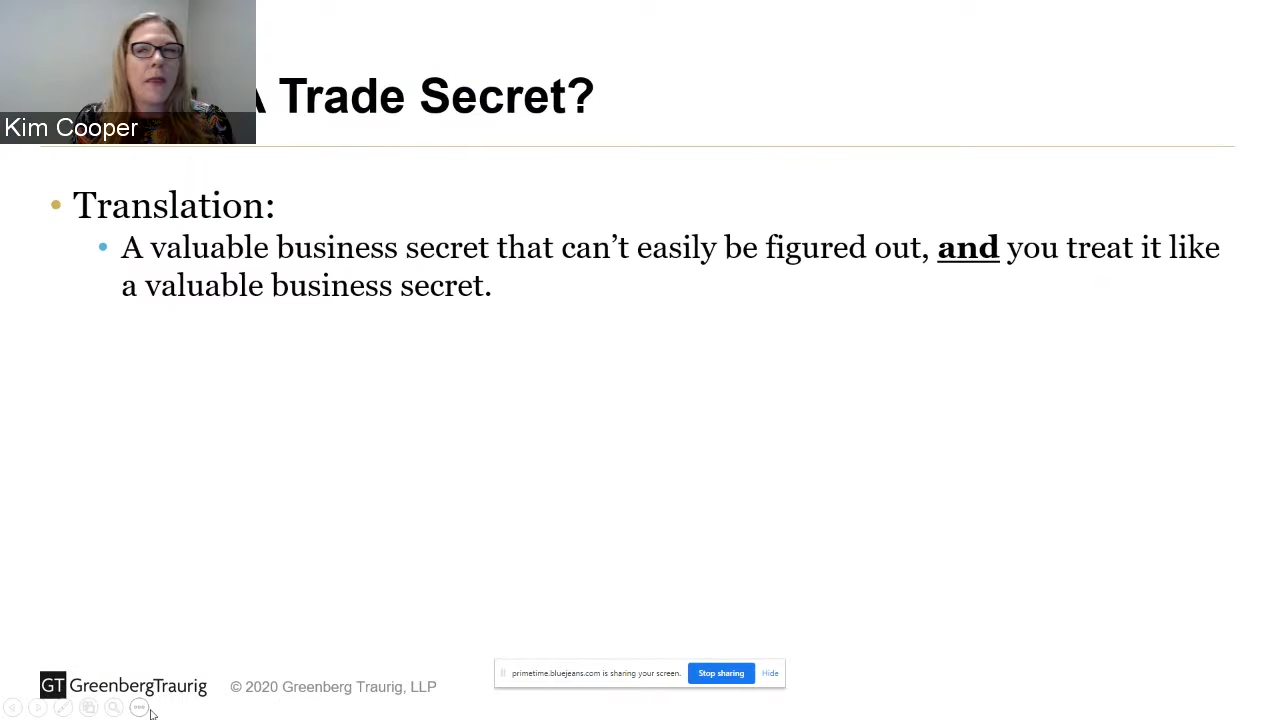 A Trade Secret?
Kim Cooper
• Translation:
• A valuable business secret that can’t easily be figured out, and you treat it like
a valuable business secret.
primetime.bluejeans.com is sharing your screen. Stop sharing Hide
GT GreenbergTraurig © 2020 Greenberg Traurig, LLP